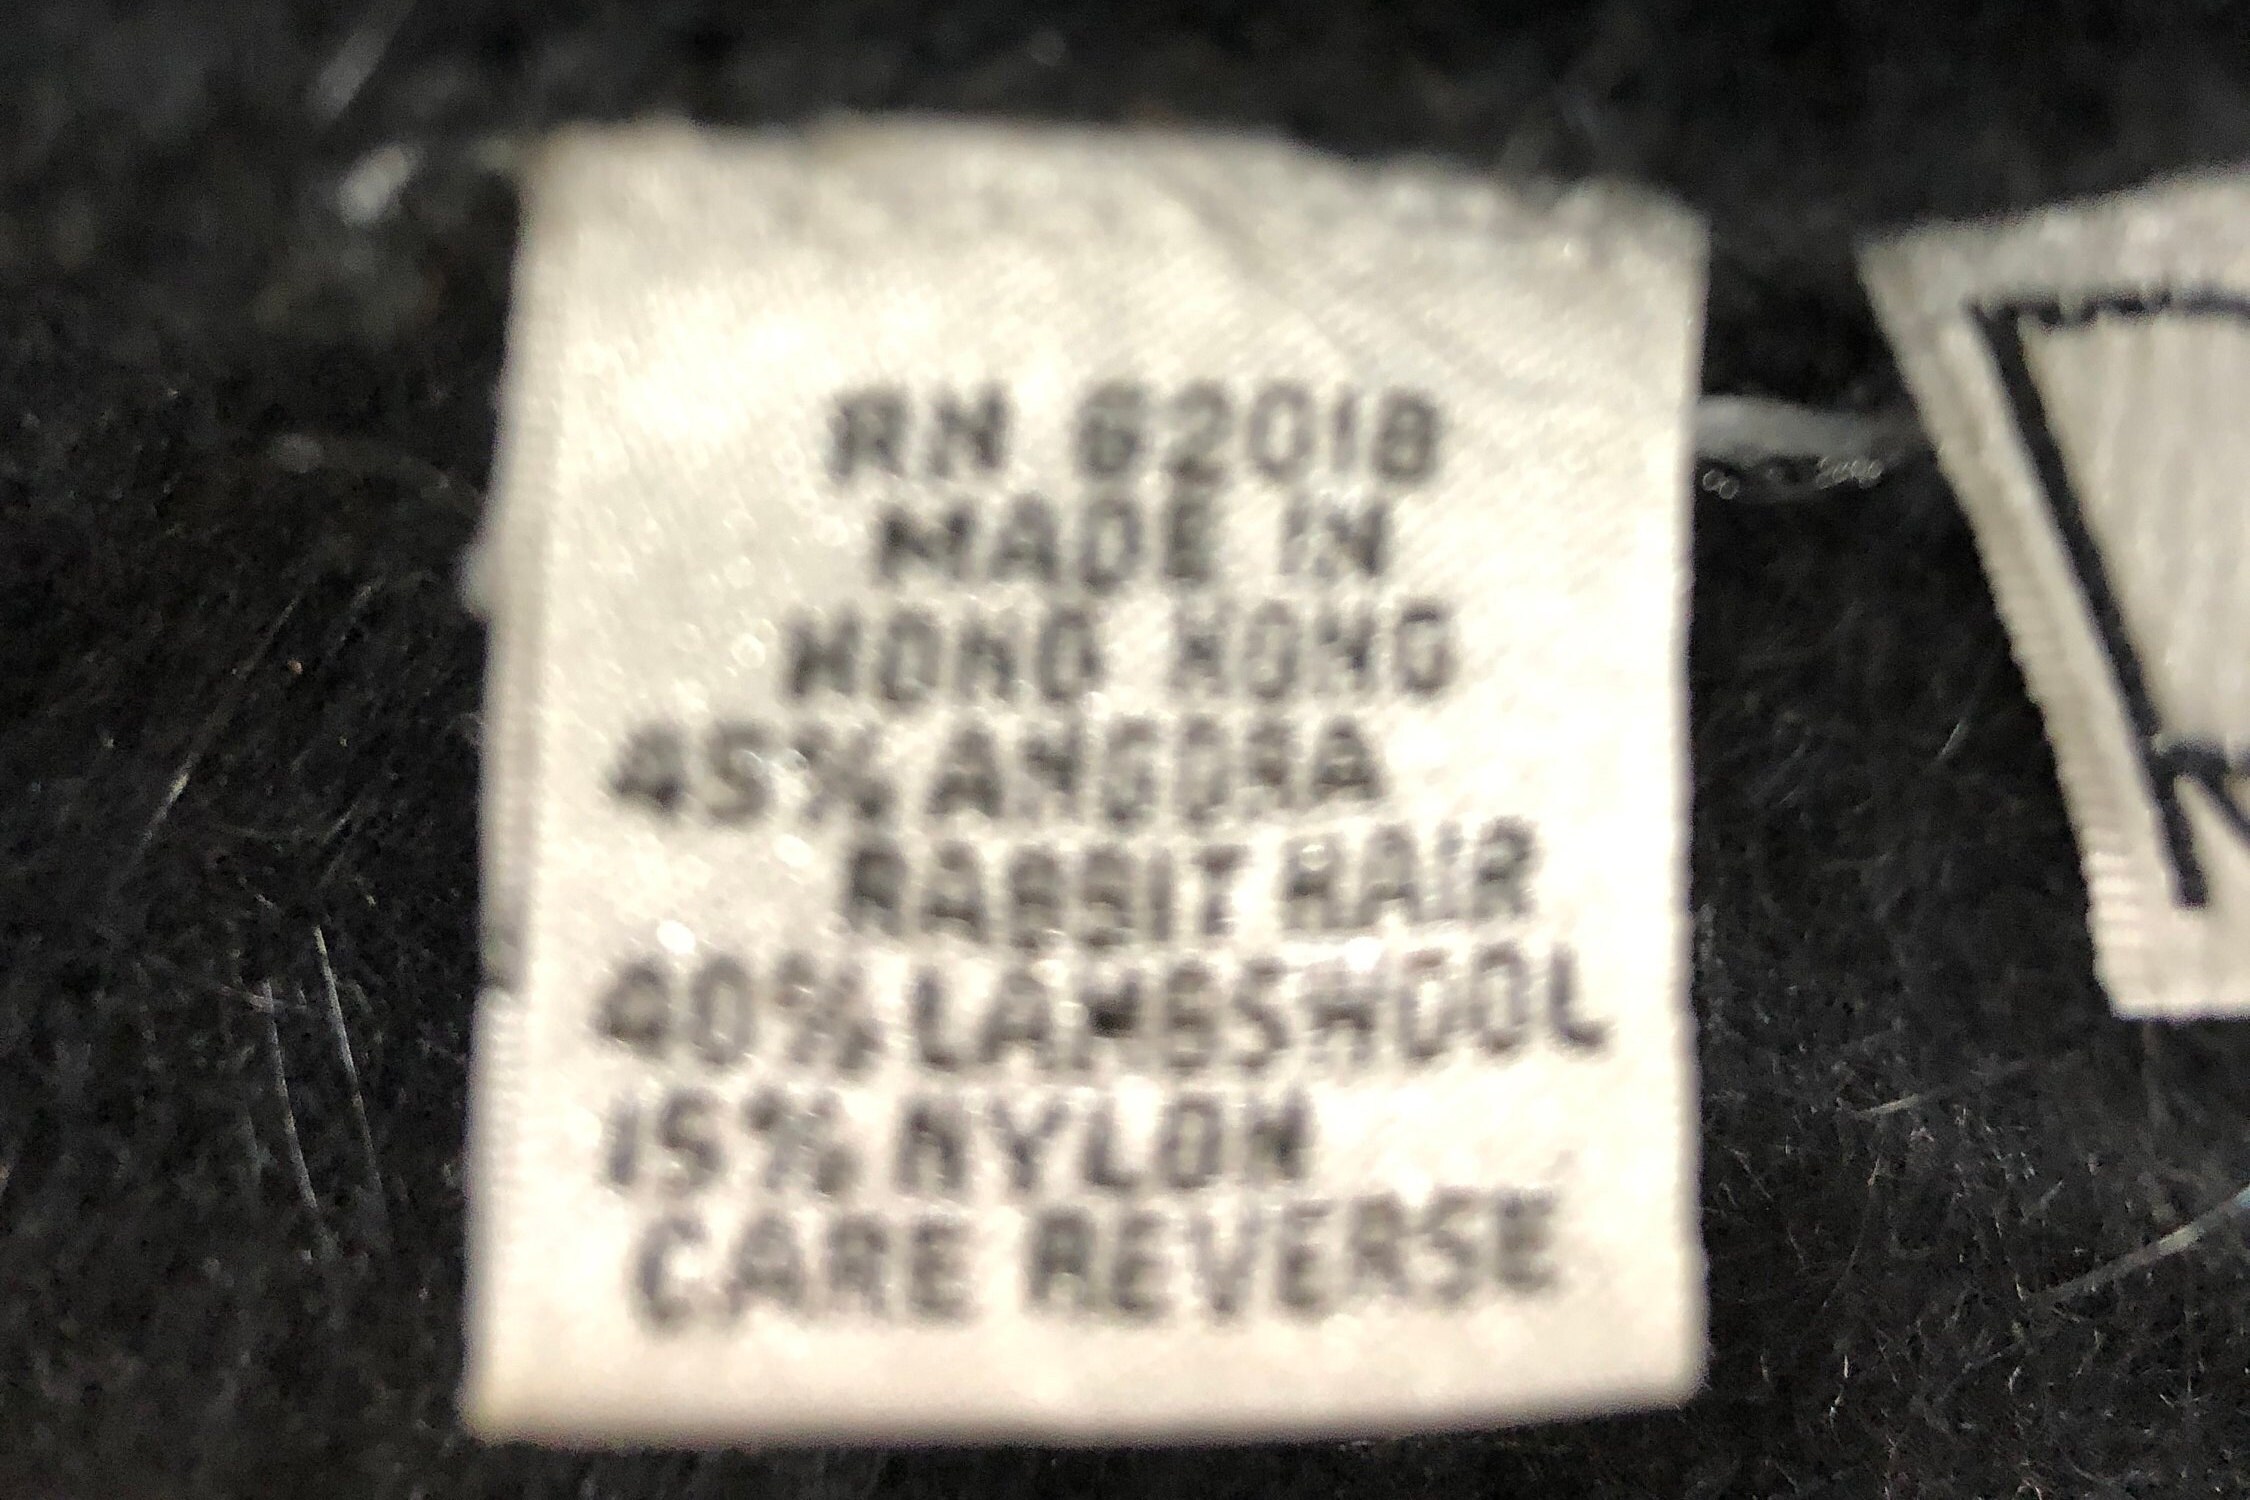 RN 62018
MADE IN
HONG KONG
45% ANGORA
RABBIT HAIR
40% LAMBSWOOL
15% NYLON
CARE REVERSE